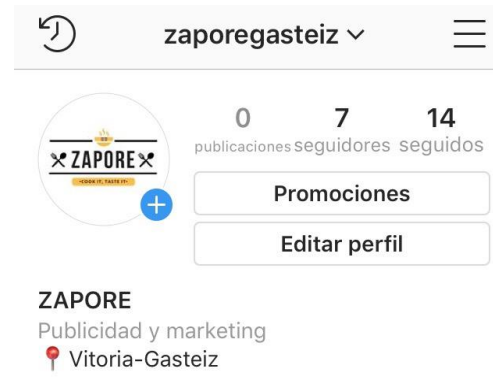 zaporegasteiz
0 7 14
publicaciones seguidores seguidos
ZAPORE
-COOK IT, TASTE IT-
Promociones
Editar perfil
ZAPORE
Publicidad y marketing
Vitoria-Gasteiz